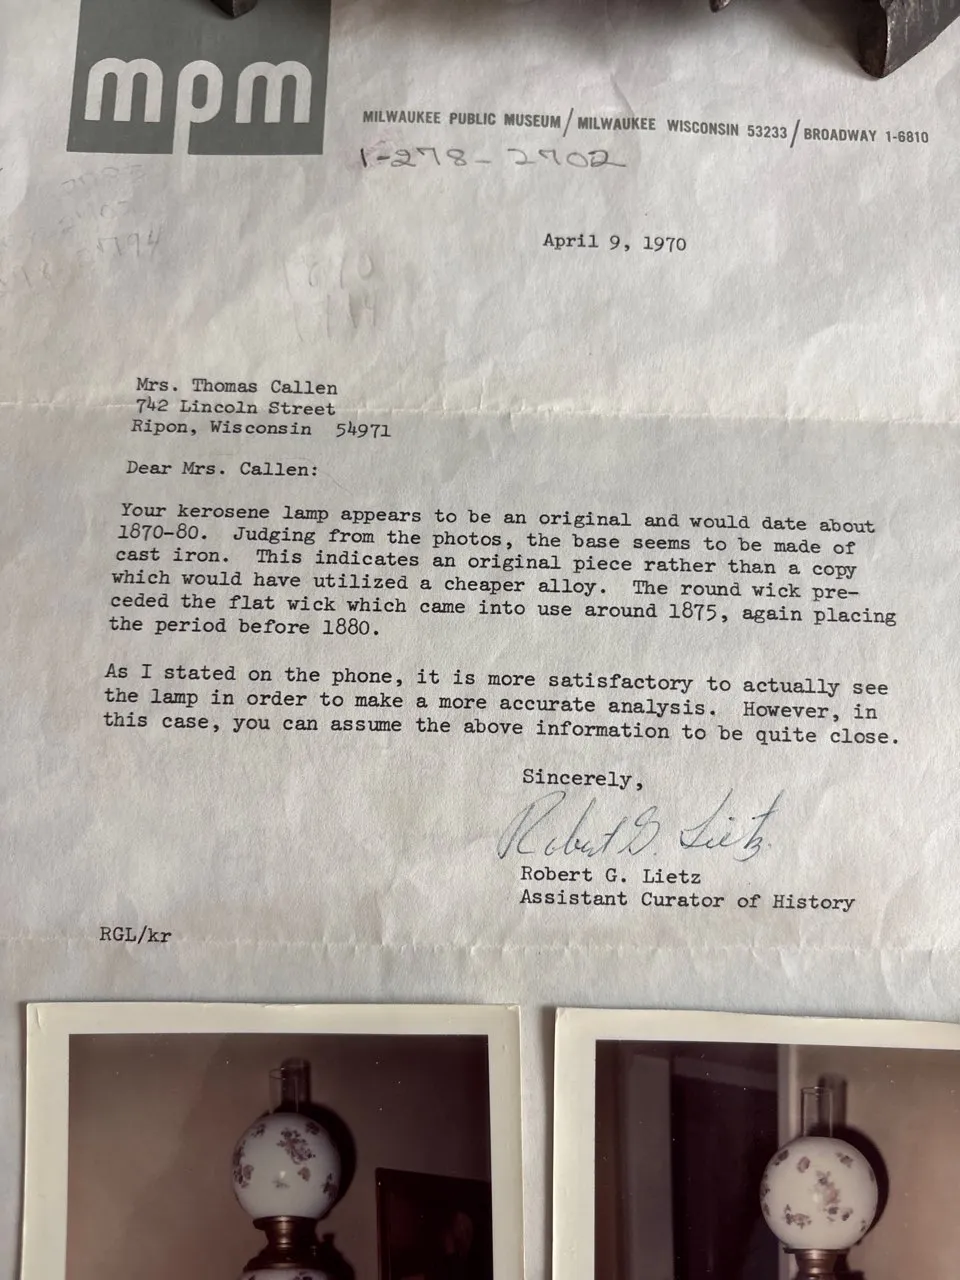 mpm
MILWAUKEE PUBLIC MUSEUM/MILWAUKEE WISCONSIN 53233/BROADWAY 1-6810
1-278-2702
April 9, 1970
Mrs. Thomas Callen
742 Lincoln Street
Ripon, Wisconsin 54971
Dear Mrs. Callen:
Your kerosene lamp appears to be an original and would date about
1870-80. Judging from the photos, the base seems to be made of
cast iron. This indicates an original piece rather than a copy
which would have utilized a cheaper alloy. The round wick pre-
ceded the flat wick which came into use around 1875, again placing
the period before 1880.
As I stated on the phone, it is more satisfactory to actually see
the lamp in order to make a more accurate analysis. However, in
this case, you can assume the above information to be quite close.
Sincerely,
Robert G. Lietz
Robert G. Lietz
Assistant Curator of History
RGL/kr